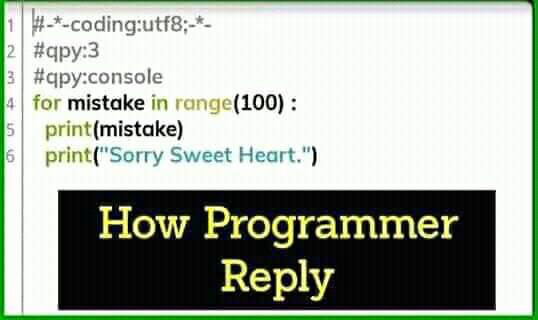 1 #-*-coding:utf8;-*-
2 #qpy:3
3 #qpy:console
4 for mistake in range(100) :
5 print(mistake)
6 print("Sorry Sweet Heart.")
How Programmer
Reply